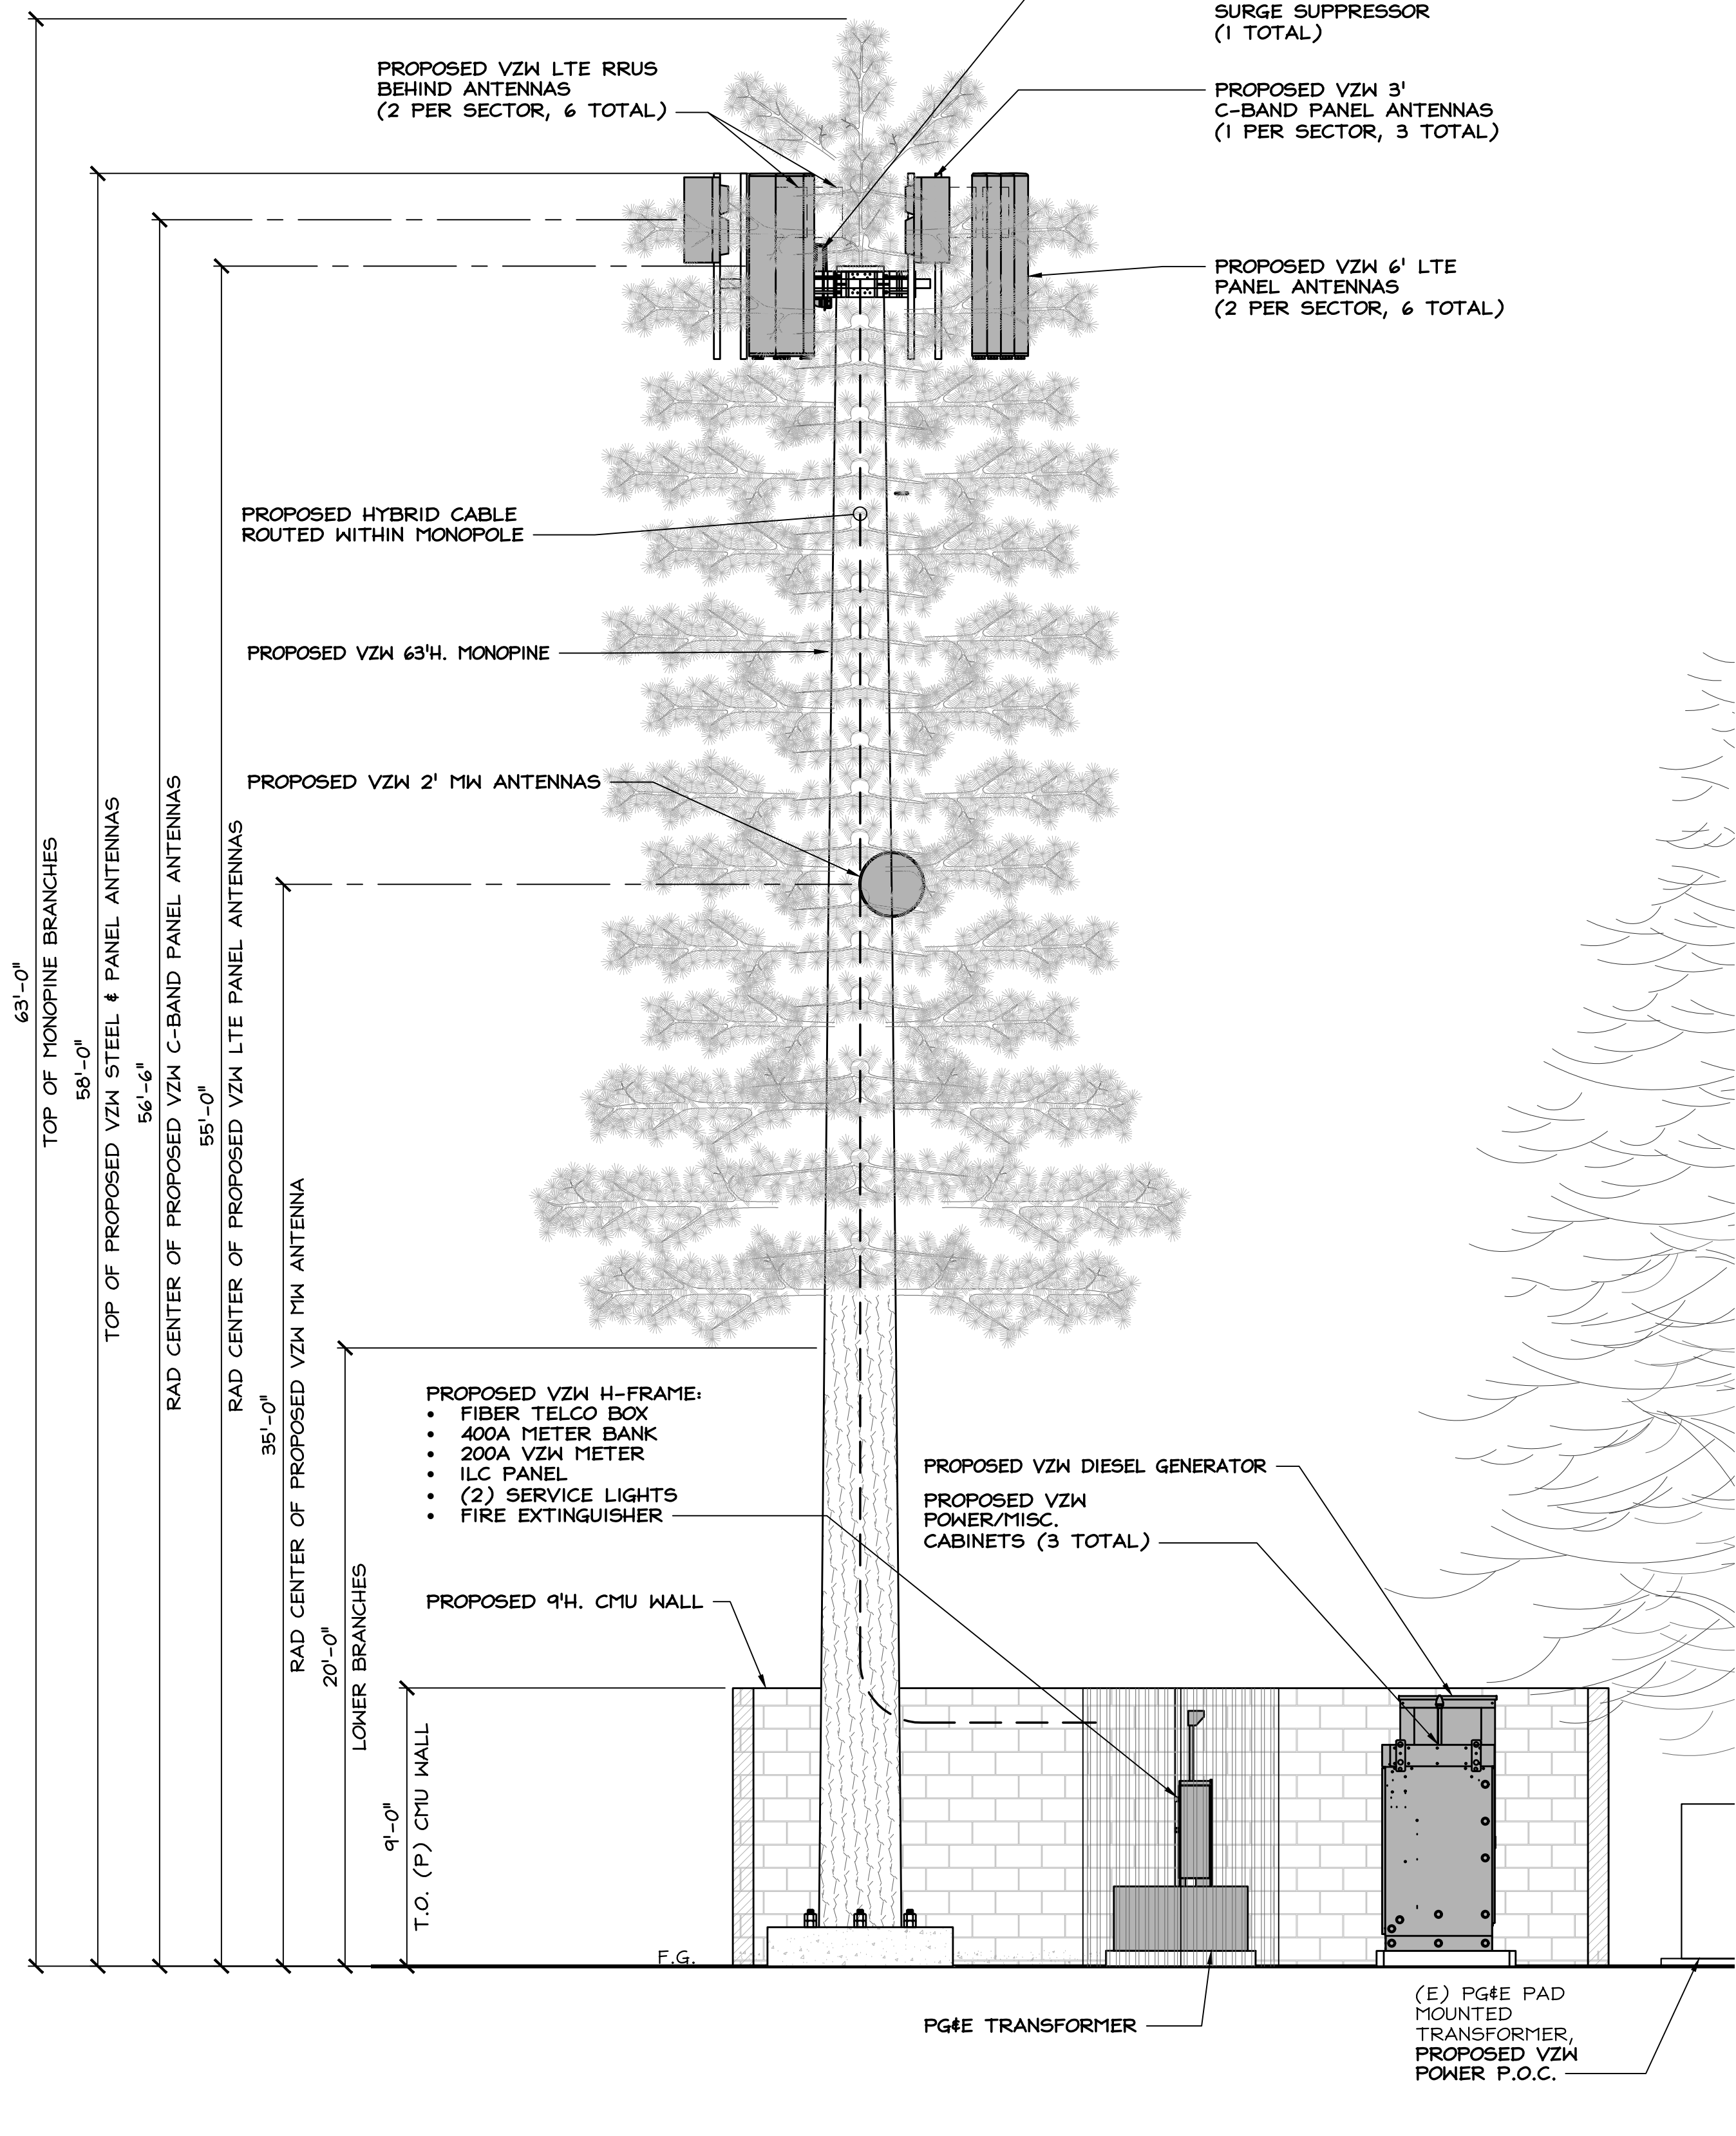 SURGE SUPPRESSOR
(1 TOTAL)
PROPOSED VZW LTE RRUS
BEHIND ANTENNAS
(2 PER SECTOR, 6 TOTAL)
PROPOSED VZW 3'
C-BAND PANEL ANTENNAS
(1 PER SECTOR, 3 TOTAL)
PROPOSED VZW 6' LTE
PANEL ANTENNAS
(2 PER SECTOR, 6 TOTAL)
PROPOSED HYBRID CABLE
ROUTED WITHIN MONOPOLE
PROPOSED VZW 63'H. MONOPINE
PROPOSED VZW 2' MW ANTENNAS
63'-0"
TOP OF MONOPINE BRANCHES
58'-0"
TOP OF PROPOSED VZW STEEL & PANEL ANTENNAS
56'-6"
RAD CENTER OF PROPOSED VZW C-BAND PANEL ANTENNAS
55'-0"
RAD CENTER OF PROPOSED VZW LTE PANEL ANTENNAS
35'-0"
RAD CENTER OF PROPOSED VZW MW ANTENNA
20'-0"
LOWER BRANCHES
9'-0"
T.O. (P) CMU WALL
PROPOSED VZW H-FRAME:
• FIBER TELCO BOX
• 400A METER BANK
• 200A VZW METER
• ILC PANEL
• (2) SERVICE LIGHTS
• FIRE EXTINGUISHER
PROPOSED 9'H. CMU WALL
PROPOSED VZW DIESEL GENERATOR
PROPOSED VZW
POWER/MISC.
CABINETS (3 TOTAL)
F.G.
PG&E TRANSFORMER
(E) PG&E PAD
MOUNTED
TRANSFORMER,
PROPOSED VZW
POWER P.O.C.